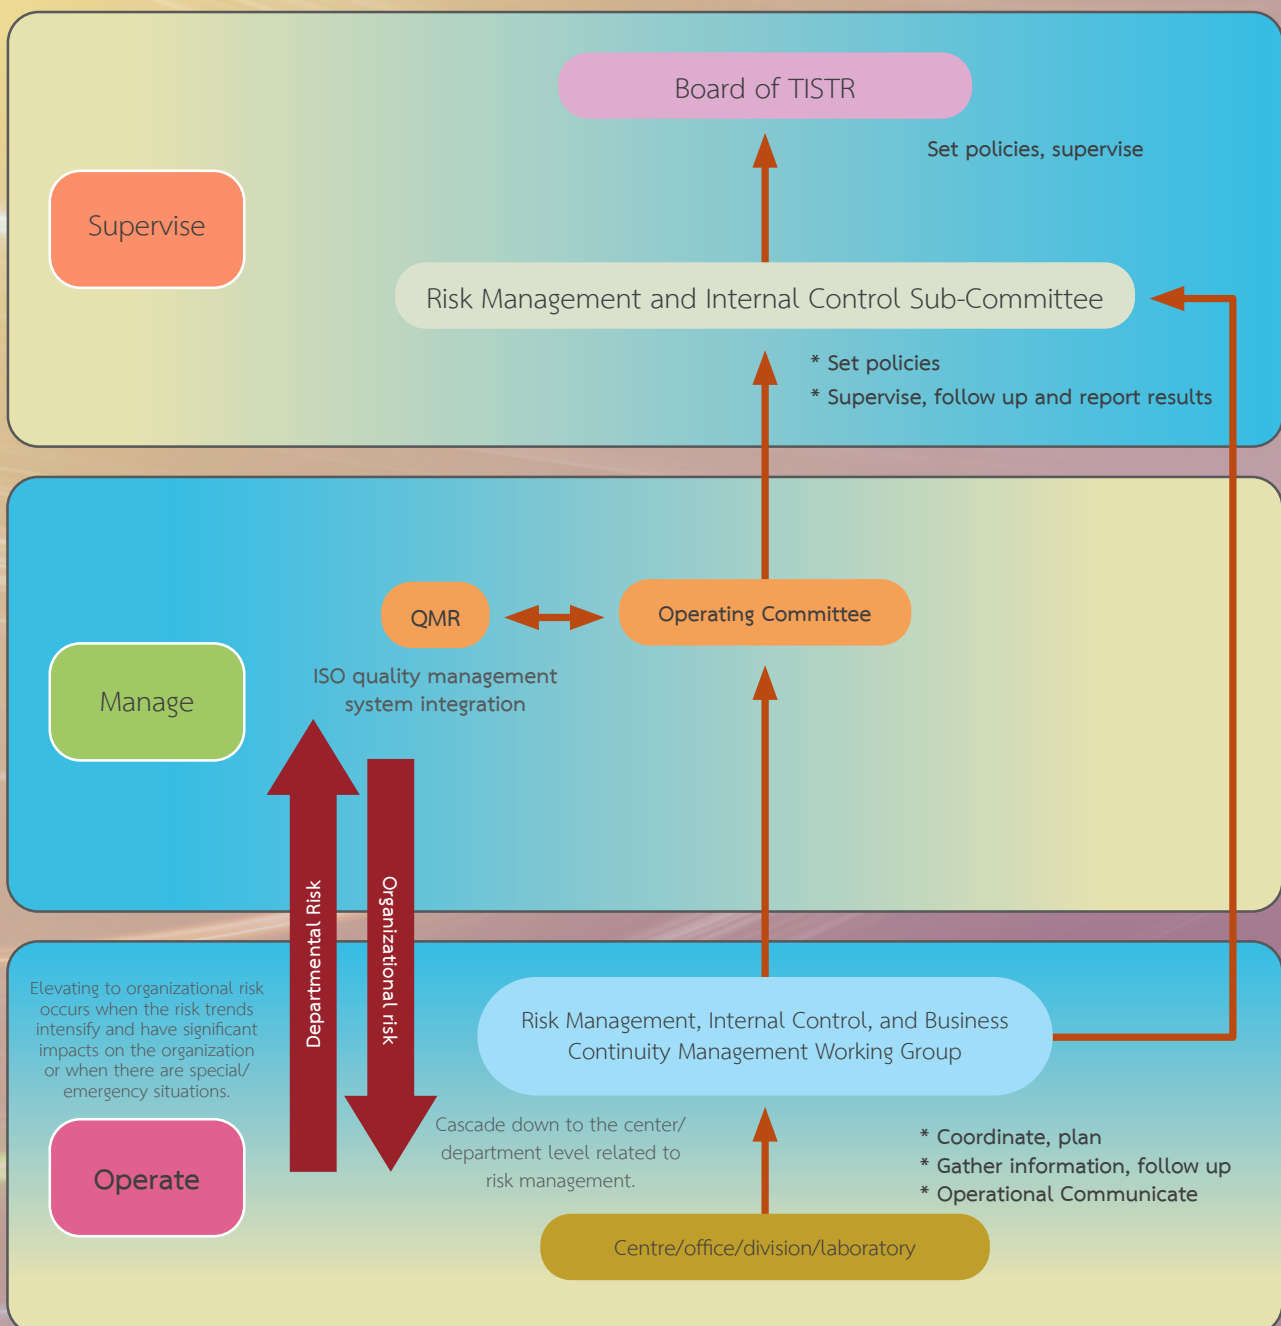 Board of TISTR
Set policies, supervise
Supervise
Risk Management and Internal Control Sub-Committee
* Set policies
* Supervise, follow up and report results
QMR
Operating Committee
ISO quality management
system integration
Manage
Departmental Risk
Organizational risk
Elevating to organizational risk
occurs when the risk trends
intensify and have significant
impacts on the organization
or when there are special/
emergency situations.
Risk Management, Internal Control, and Business
Continuity Management Working Group
Cascade down to the center/
department level related to
risk management.
* Coordinate, plan
* Gather information, follow up
* Operational Communicate
Operate
Centre/office/division/laboratory